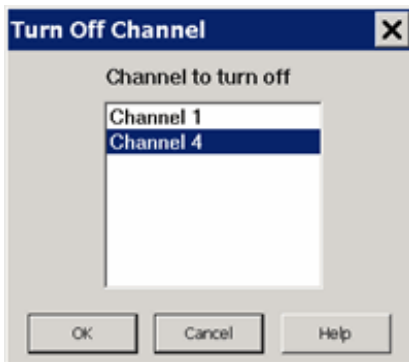 Turn Off Channel
Channel to turn off
Channel 1
Channel 4
OK Cancel Help